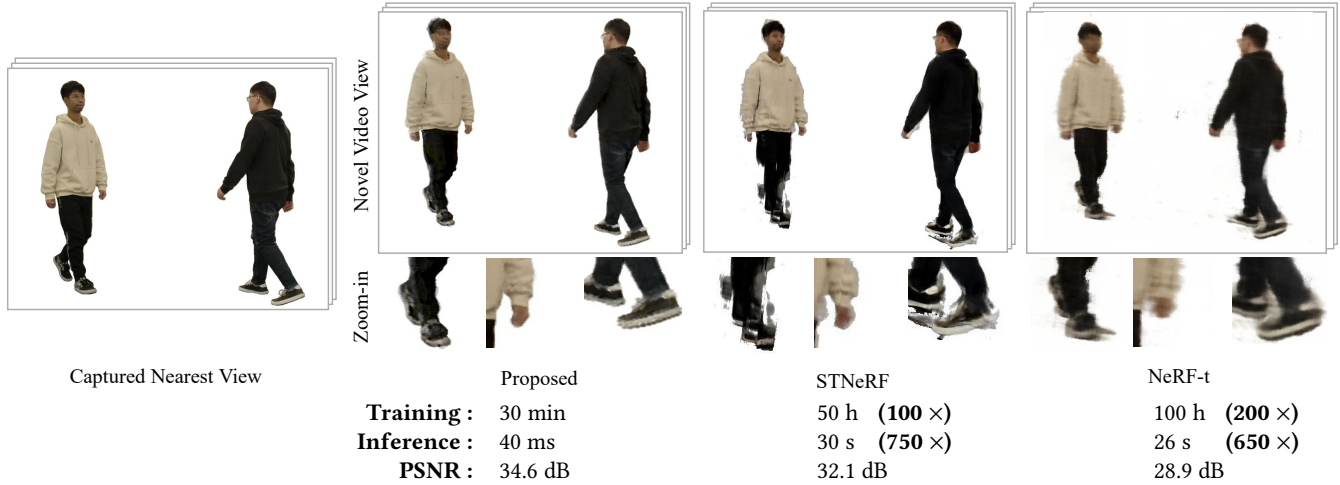 Novel Video View
Zoom-in
Captured Nearest View
Proposed
STNeRF
NeRF-t
Training : 30 min 50 h (100 ×) 100 h (200 ×)
Inference : 40 ms 30 s (750 ×) 26 s (650 ×)
PSNR : 34.6 dB 32.1 dB 28.9 dB